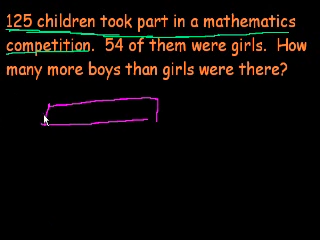 125 children took part in a mathematics
competition. 54 of them were girls. How
many more boys than girls were there?